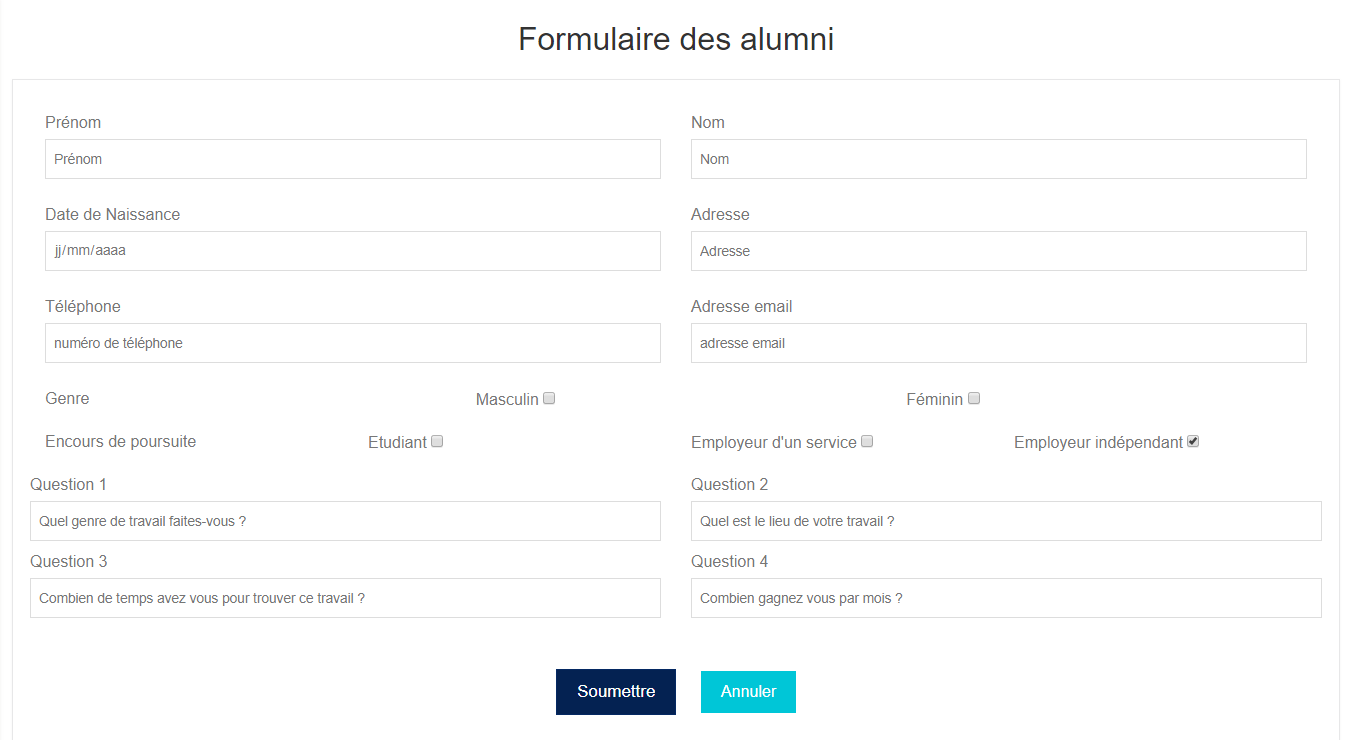 Formulaire des alumni
Prénom
Nom
Prénom
Nom
Date de Naissance
Adresse
jj/mm/aaaa
Adresse
Téléphone
Adresse email
numéro de téléphone
adresse email
Genre
Masculin
Féminin
Encours de poursuite
Etudiant
Employeur d'un service
Employeur indépendant
Question 1
Question 2
Quel genre de travail faites-vous ?
Quel est le lieu de votre travail ?
Question 3
Question 4
Combien de temps avez vous pour trouver ce travail ?
Combien gagnez vous par mois ?
Soumettre
Annuler